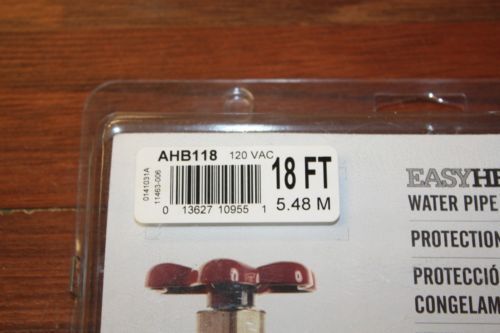 AHB118 120 VAC
18 FT
0141031A
11463-006
0 13627 10955 1
5.48 M
EASYHE
WATER PIPE
PROTECTION
PROTECCIÓ
CONGELAM